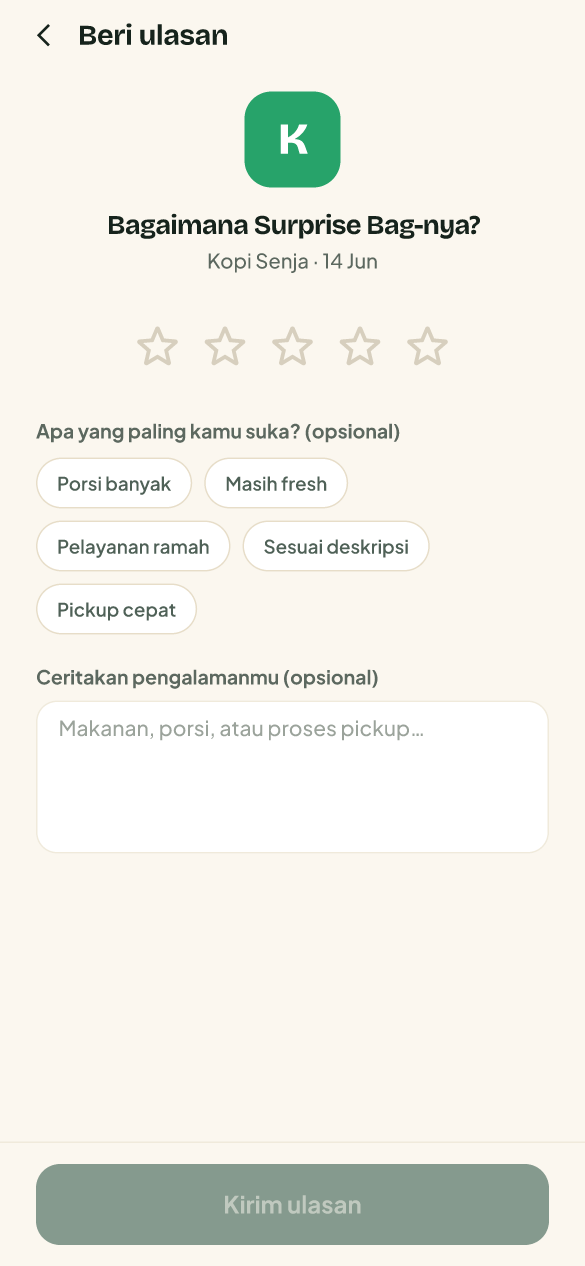 Beri ulasan
K
Bagaimana Surprise Bag-nya?
Kopi Senja · 14 Jun
Apa yang paling kamu suka? (opsional)
Porsi banyak
Masih fresh
Pelayanan ramah
Sesuai deskripsi
Pickup cepat
Ceritakan pengalamanmu (opsional)
Makanan, porsi, atau proses pickup…
Kirim ulasan